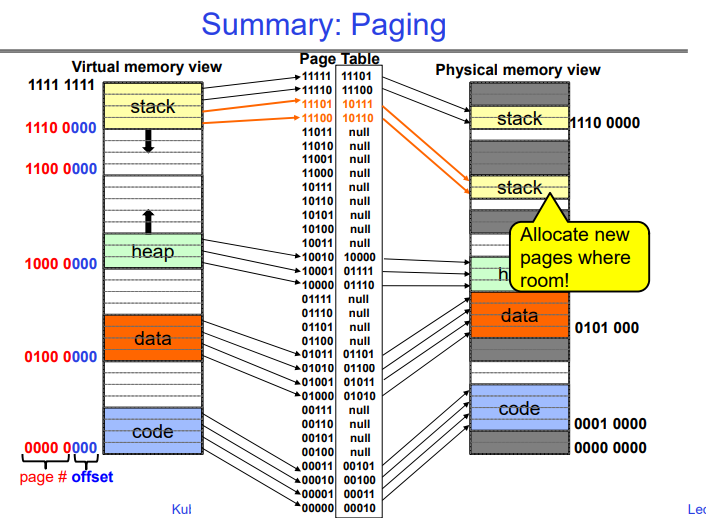 Summary: Paging
Virtual memory view
Page Table
Physical memory view
1111 1111
stack
1110 0000
1100 0000
heap
1000 0000
data
0100 0000
code
0000 0000
page # offset
11111 11101
11110 11100
11101 10111
11100 10110
11011 null
11010 null
11001 null
11000 null
10111 null
10110 null
10101 null
10100 null
10011 null
10010 10000
10001 01111
10000 01110
01111 null
01110 null
01101 null
01100 null
01011 01101
01010 01100
01001 01011
01000 01010
00111 null
00110 null
00101 null
00100 null
00011 00101
00010 00100
00001 00011
00000 00010
stack
1110 0000
stack
Allocate new
pages where
room!
h
data
0101 000
code
0001 0000
0000 0000
Kul
Lec